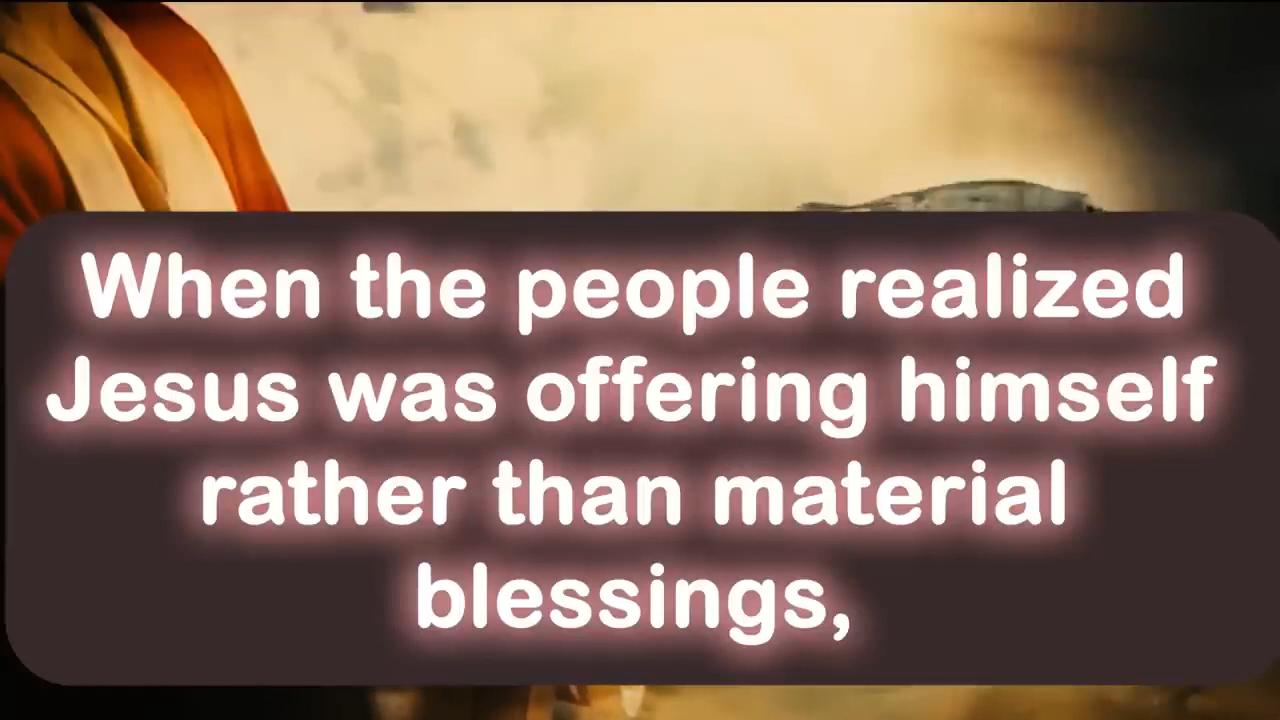 When the people realized
Jesus was offering himself
rather than material
blessings,